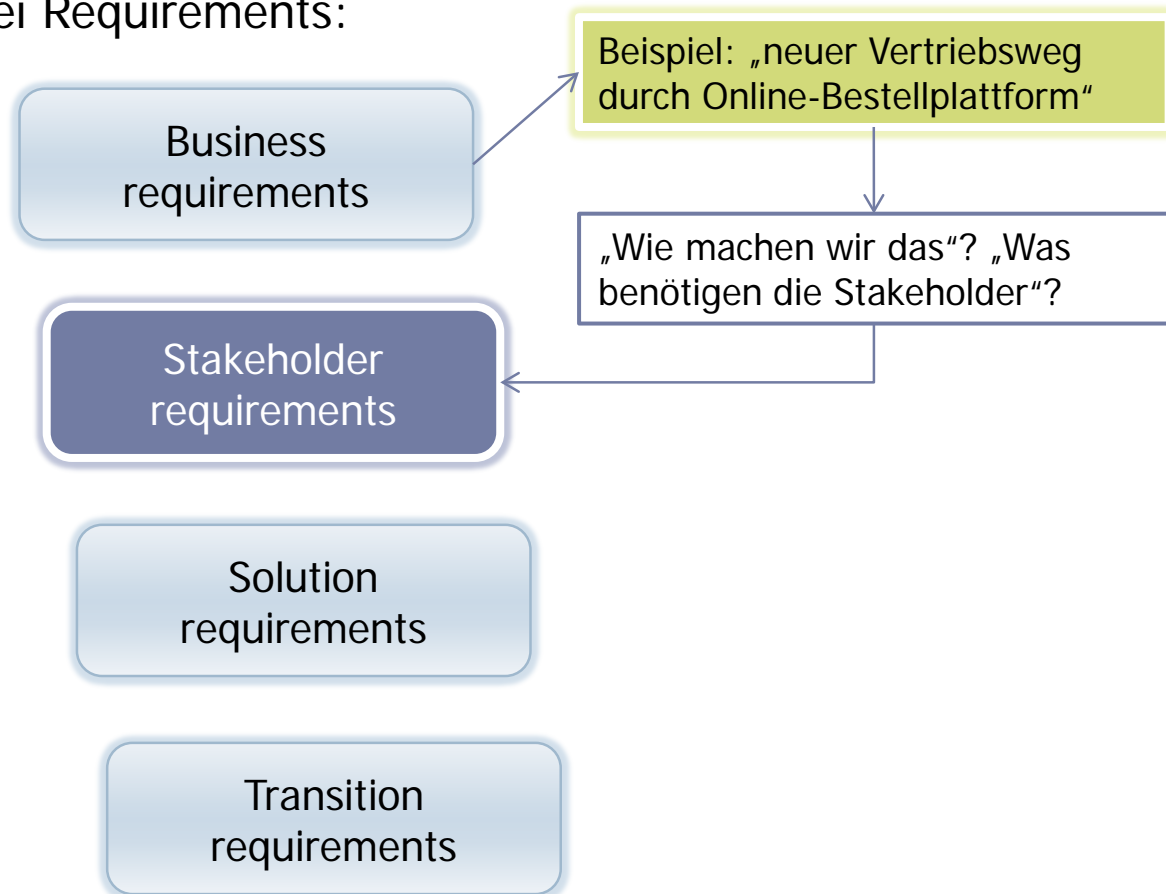 ei Requirements:
Beispiel: „neuer Vertriebsweg
durch Online-Bestellplattform“
Business
requirements
„Wie machen wir das“? „Was
benötigen die Stakeholder“?
Stakeholder
requirements
Solution
requirements
Transition
requirements